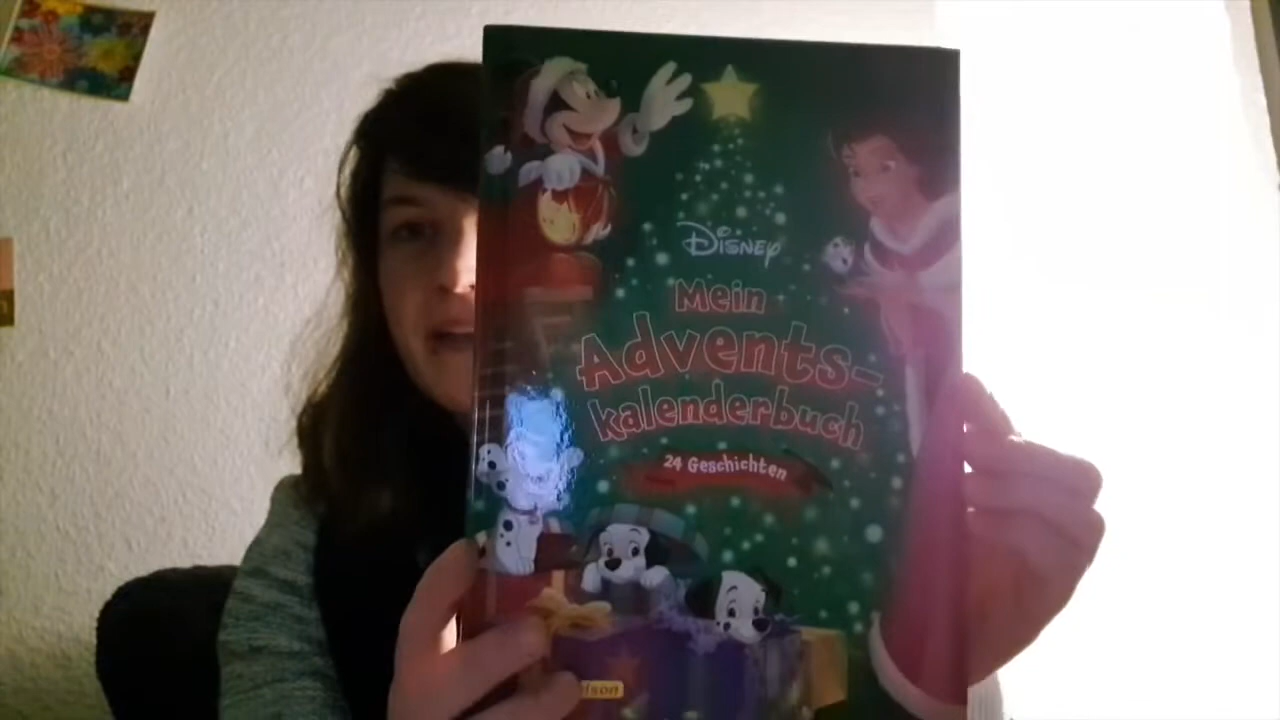 Disney
Mein
Advents-
kalenderbuch
24 Geschichten